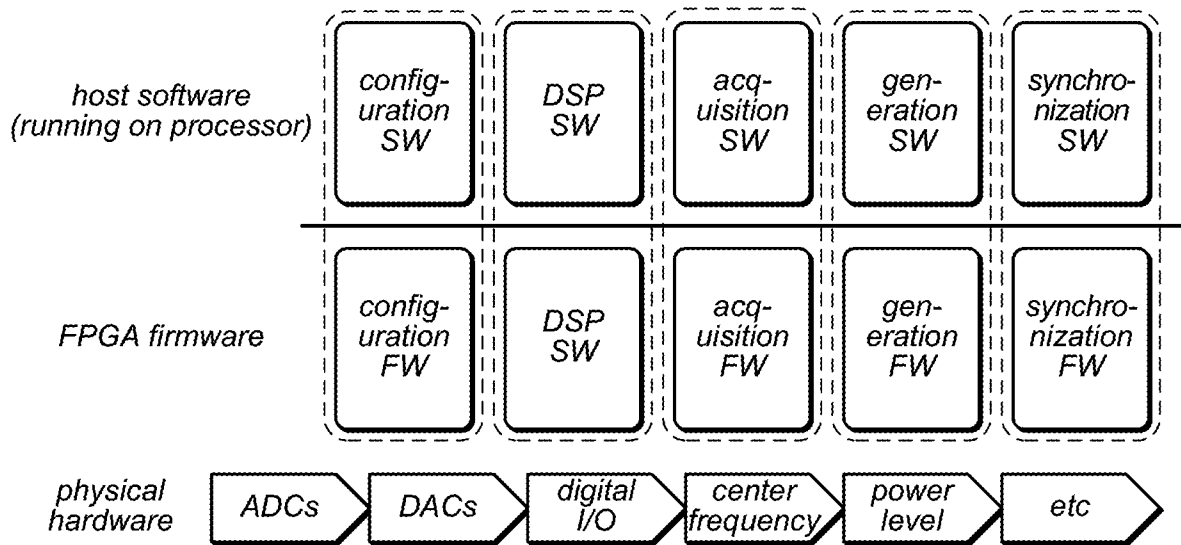 host software
(running on processor)
config-
uration
SW
DSP
SW
acq-
uisition
SW
gen-
eration
SW
synchro-
nization
SW
FPGA firmware
config-
uration
FW
DSP
SW
acq-
uisition
FW
gen-
eration
FW
synchro-
nization
FW
physical
hardware
ADCs
DACs
digital
I/O
center
frequency
power
level
etc